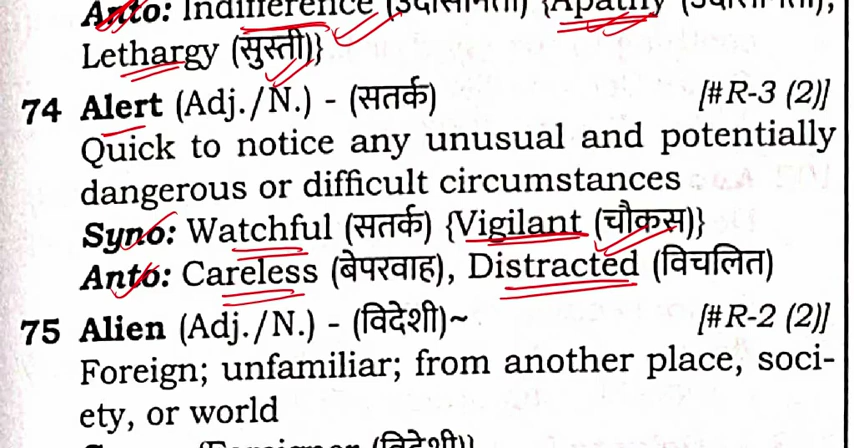 Anto: Indifference (उदासीनता) {Apathy (उदासीनता),
Lethargy (सुस्ती)}
74 Alert (Adj./N.) - (सतर्क) [#R-3 (2)]
Quick to notice any unusual and potentially
dangerous or difficult circumstances
Syno: Watchful (सतर्क) {Vigilant (चौकस)}
Anto: Careless (बेपरवाह), Distracted (विचलित)
75 Alien (Adj./N.) - (विदेशी)~ [#R-2 (2)]
Foreign; unfamiliar; from another place, soci-
ety, or world
{Foreigner (विदेशी)}